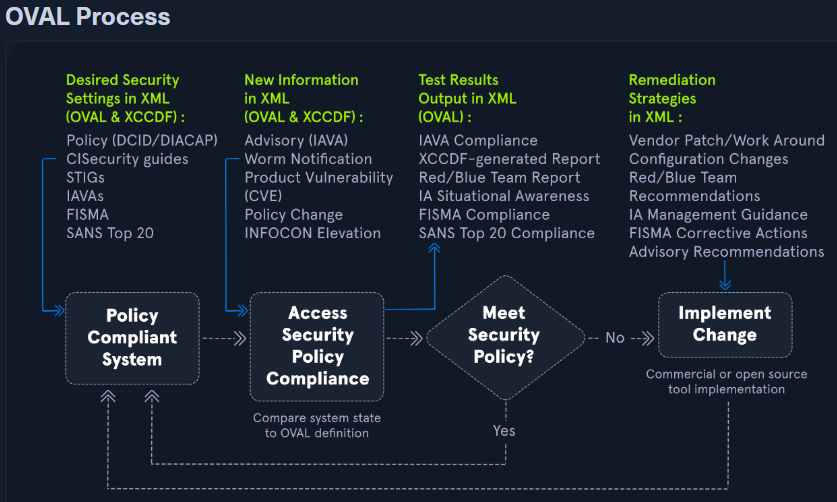 OVAL Process
Desired Security
Settings in XML
(OVAL & XCCDF) :
Policy (DCID/DIACAP)
CISecurity guides
STIGs
IAVAs
FISMA
SANS Top 20
New Information
in XML
(OVAL & XCCDF) :
Advisory (IAVA)
Worm Notification
Product Vulnerability
(CVE)
Policy Change
INFOCON Elevation
Test Results
Output in XML
(OVAL) :
IAVA Compliance
XCCDF-generated Report
Red/Blue Team Report
IA Situational Awareness
FISMA Compliance
SANS Top 20 Compliance
Remediation
Strategies
in XML :
Vendor Patch/Work Around
Configuration Changes
Red/Blue Team
Recommendations
IA Management Guidance
FISMA Corrective Actions
Advisory Recommendations
Policy
Compliant
System
Access
Security
Policy
Compliance
Compare system state
to OVAL definition
Meet
Security
Policy?
No
Yes
Implement
Change
Commercial or open source
tool implementation